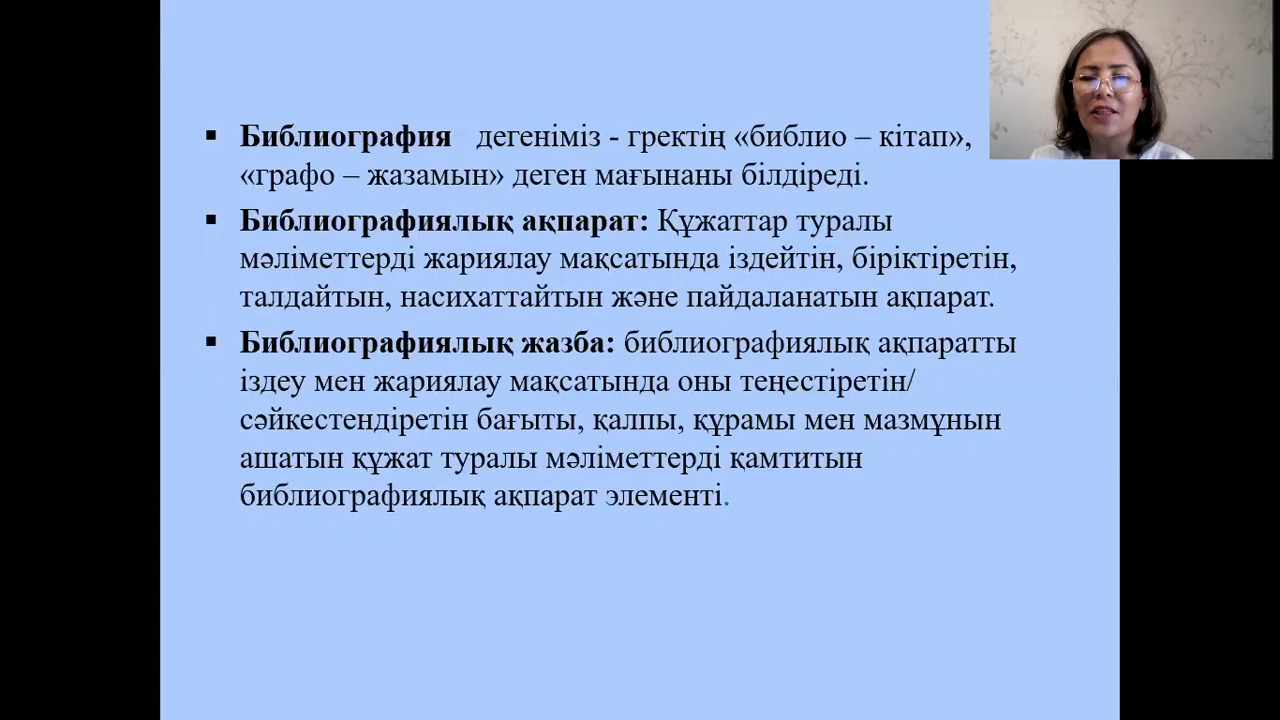 ▪ Библиография дегеніміз - гректің «библио – кітап»,
«графо – жазамын» деген мағынаны білдіреді.
▪ Библиографиялық ақпарат: Құжаттар туралы
мәліметтерді жариялау мақсатында іздейтін, біріктіретін,
талдайтын, насихаттайтын және пайдаланатын ақпарат.
▪ Библиографиялық жазба: библиографиялық ақпаратты
іздеу мен жариялау мақсатында оны теңестіретін/
сәйкестендіретін бағыты, қалпы, құрамы мен мазмұнын
ашатын құжат туралы мәліметтерді қамтитын
библиографиялық ақпарат элементі.